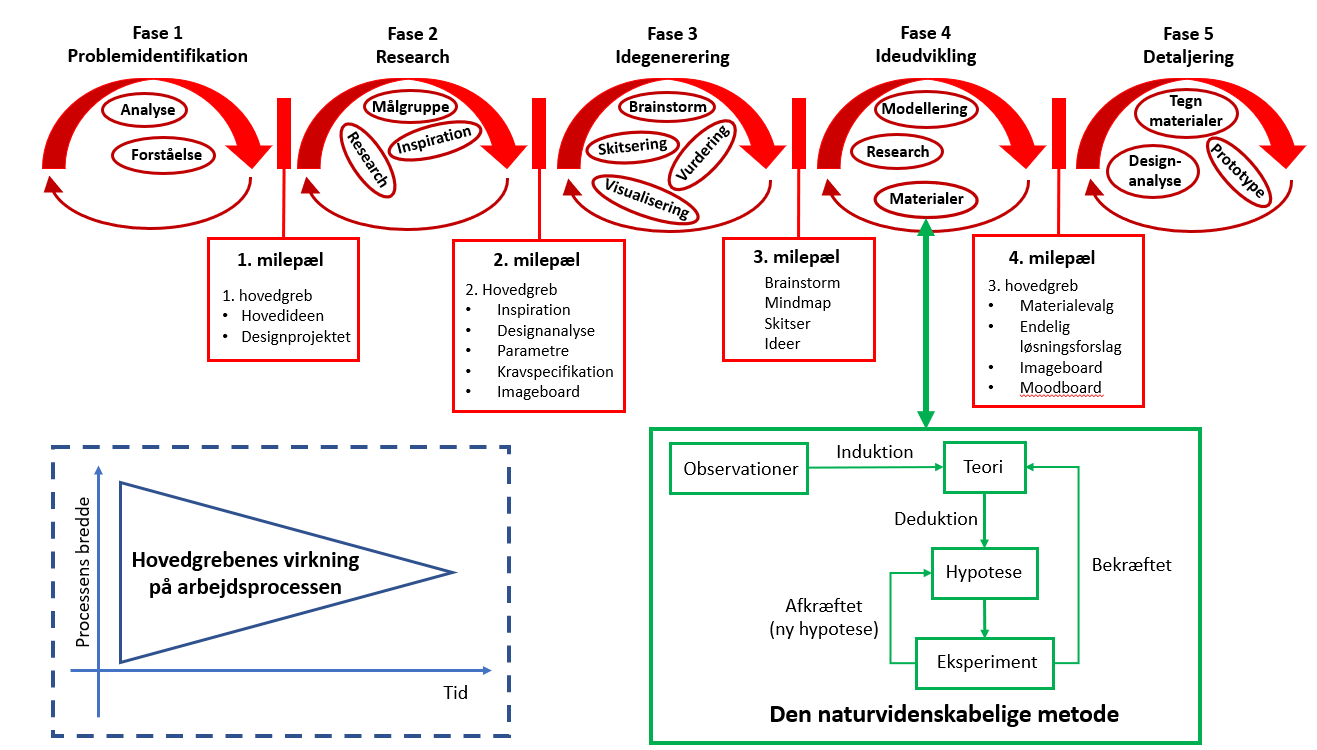 Fase 1
Problemidentifikation
Analyse
Forståelse
Fase 2
Research
Målgruppe
Inspiration
Research
Fase 3
Idegenerering
Brainstorm
Skitsering
Vurdering
Visualisering
Fase 4
Ideudvikling
Modellering
Research
Materialer
Fase 5
Detaljering
Tegn
materialer
Design-
analyse
Prototype
1. milepæl
1. hovedgreb
• Hovedideen
• Designprojektet
2. milepæl
2. Hovedgreb
• Inspiration
• Designanalyse
• Parametre
• Kravspecifikation
• Imageboard
3. milepæl
Brainstorm
Mindmap
Skitser
Ideer
4. milepæl
3. hovedgreb
• Materialevalg
• Endelig
løsningsforslag
• Imageboard
• Moodboard
Processens bredde
Hovedgrebenes virkning
på arbejdsprocessen
Tid
Observationer
Induktion
Teori
Deduktion
Hypotese
Bekræftet
Afkræftet
(ny hypotese)
Eksperiment
Den naturvidenskabelige metode